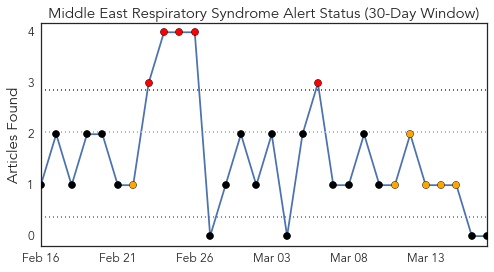 Middle East Respiratory Syndrome Alert Status (30-Day Window)
Articles Found
4
3
2
1
0
Feb 16
Feb 21
Feb 26
Mar 03
Mar 08
Mar 13